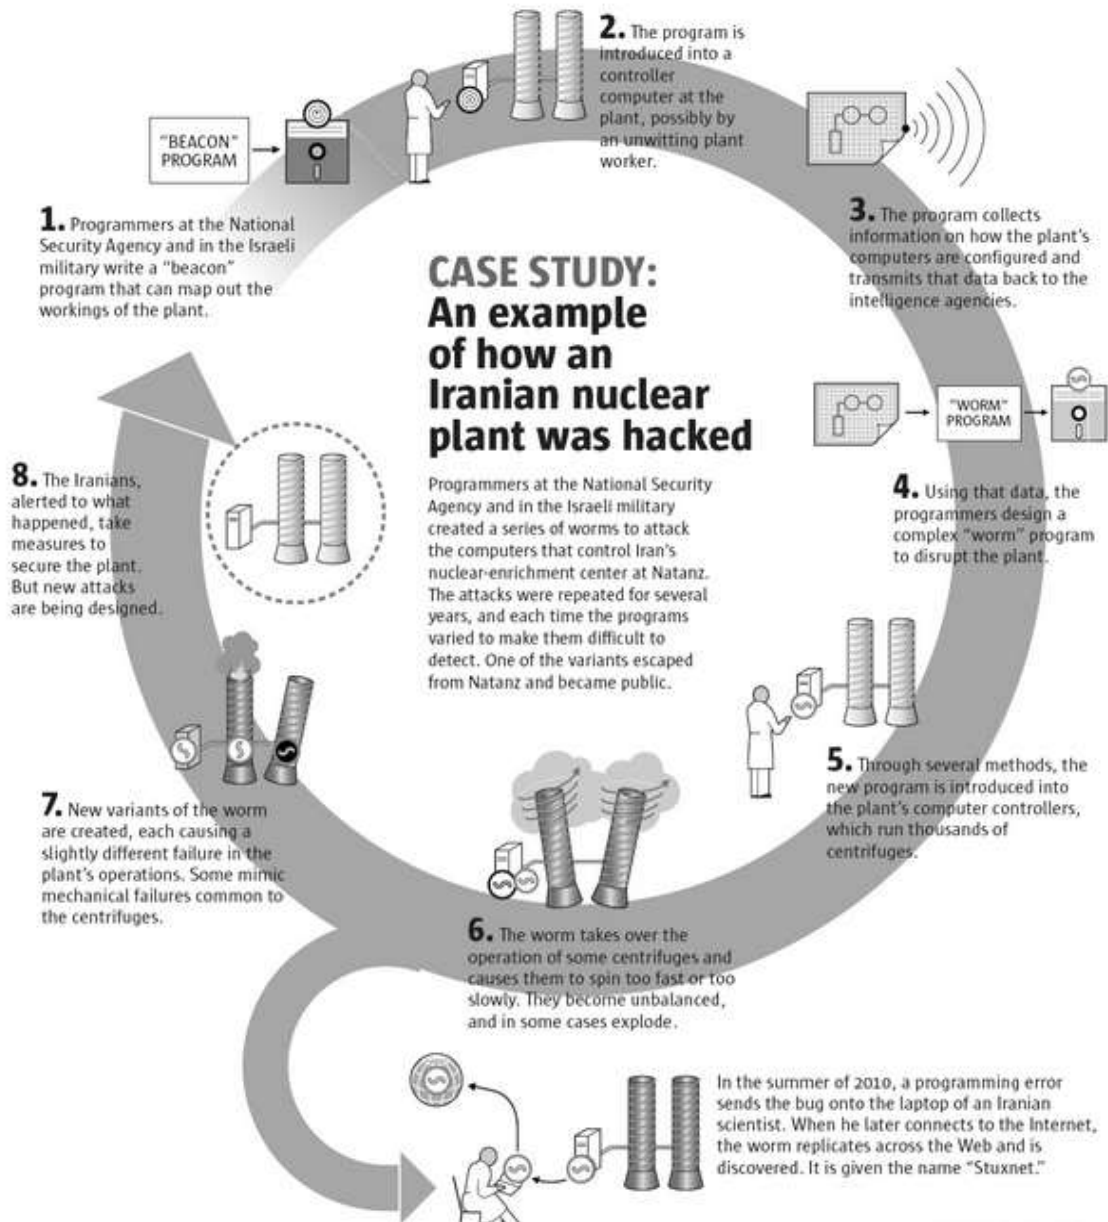 "BEACON"
PROGRAM
1. Programmers at the National
Security Agency and in the Israeli
military write a "beacon"
program that can map out the
workings of the plant.
2. The program is
introduced into a
controller
computer at the
plant, possibly by
an unwitting plant
worker.
3. The program collects
information on how the plant's
computers are configured and
transmits that data back to the
intelligence agencies.
CASE STUDY:
An example
of how an
Iranian nuclear
plant was hacked
Programmers at the National Security
Agency and in the Israeli military
created a series of worms to attack
the computers that control Iran's
nuclear-enrichment center at Natanz.
The attacks were repeated for several
years, and each time the programs
varied to make them difficult to
detect. One of the variants escaped
from Natanz and became public.
"WORM"
PROGRAM
4. Using that data, the
programmers design a
complex "worm" program
to disrupt the plant.
5. Through several methods, the
new program is introduced into
the plant's computer controllers,
which run thousands of
centrifuges.
6. The worm takes over the
operation of some centrifuges and
causes them to spin too fast or too
slowly. They become unbalanced,
and in some cases explode.
7. New variants of the worm
are created, each causing a
slightly different failure in the
plant's operations. Some mimic
mechanical failures common to
the centrifuges.
8. The Iranians,
alerted to what
happened, take
measures to
secure the plant.
But new attacks
are being designed.
In the summer of 2010, a programming error
sends the bug onto the laptop of an Iranian
scientist. When he later connects to the Internet,
the worm replicates across the Web and is
discovered. It is given the name "Stuxnet."